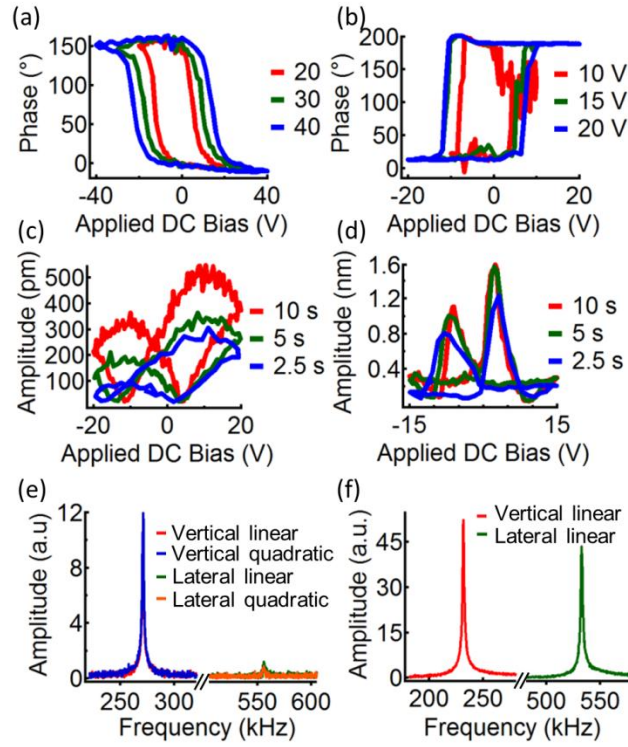 (a)
150
100
50
0
Phase (°)
20
30
40
-40
0
40
Applied DC Bias (V)
(b)
200
150
100
50
0
Phase (°)
10 V
15 V
20 V
-20
0
20
Applied DC Bias (V)
(c)
500
400
300
200
100
Amplitude (pm)
10 s
5 s
2.5 s
-20
0
20
Applied DC Bias (V)
(d)
1.6
1.2
0.8
0.4
Amplitude (nm)
10 s
5 s
2.5 s
-15
15
Applied DC Bias (V)
(e)
12
8
4
0
Amplitude (a.u)
Vertical linear
Vertical quadratic
Lateral linear
Lateral quadratic
250
300
550
600
Frequency (kHz)
(f)
45
30
15
0
Amplitude (a.u.)
Vertical linear
Lateral linear
200
250
500
550
Frequency (kHz)